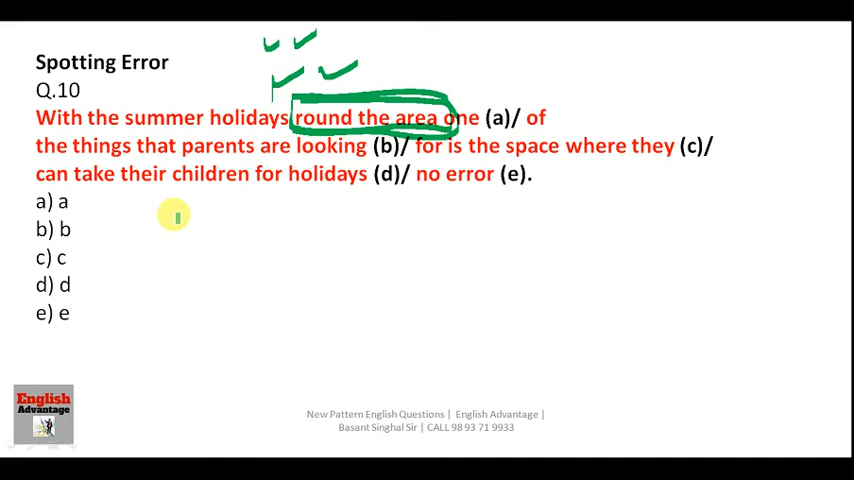 Spotting Error
Q.10
With the summer holidays round the area one (a)/ of
the things that parents are looking (b)/ for is the space where they (c)/
can take their children for holidays (d)/ no error (e).
a) a
b) b
c) c
d) d
e) e
English
Advantage
New Pattern English Questions | English Advantage |
Basant Singhal Sir | CALL 98 93 71 9933